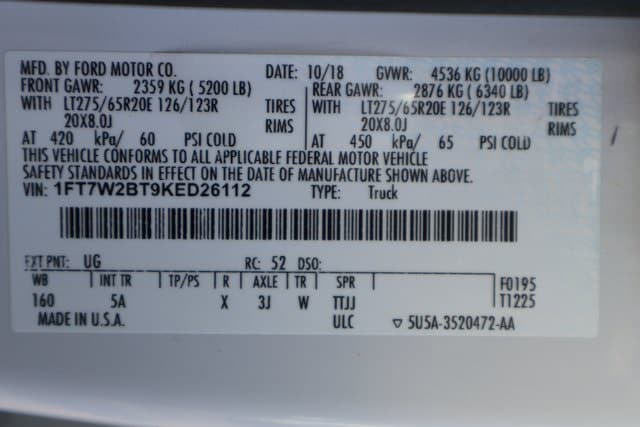 MFD. BY FORD MOTOR CO. DATE: 10/18 GVWR: 4536 KG (10000 LB)
FRONT GAWR: 2359 KG ( 5200 LB) REAR GAWR: 2876 KG ( 6340 LB)
WITH LT275/65R20E 126/123R TIRES WITH LT275/65R20E 126/123R TIRES
20X8.0J RIMS 20X8.0J RIMS
AT 420 kPa/ 60 PSI COLD AT 450 kPa/ 65 PSI COLD
THIS VEHICLE CONFORMS TO ALL APPLICABLE FEDERAL MOTOR VEHICLE
SAFETY STANDARDS IN EFFECT ON THE DATE OF MANUFACTURE SHOWN ABOVE.
VIN: 1FT7W2BT9KED26112 TYPE: Truck
EXT PNT: UG RC: 52 DSO:
WB INT TR TP/PS R AXLE TR SPR F0195
160 5A X 3J W TTJJ T1225
MADE IN U.S.A. ULC ▽ 5U5A-3520472-AA